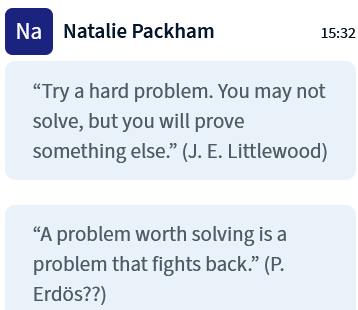 Na Natalie Packham 15:32
“Try a hard problem. You may not
solve, but you will prove
something else.” (J. E. Littlewood)
“A problem worth solving is a
problem that fights back.” (P.
Erdös??)